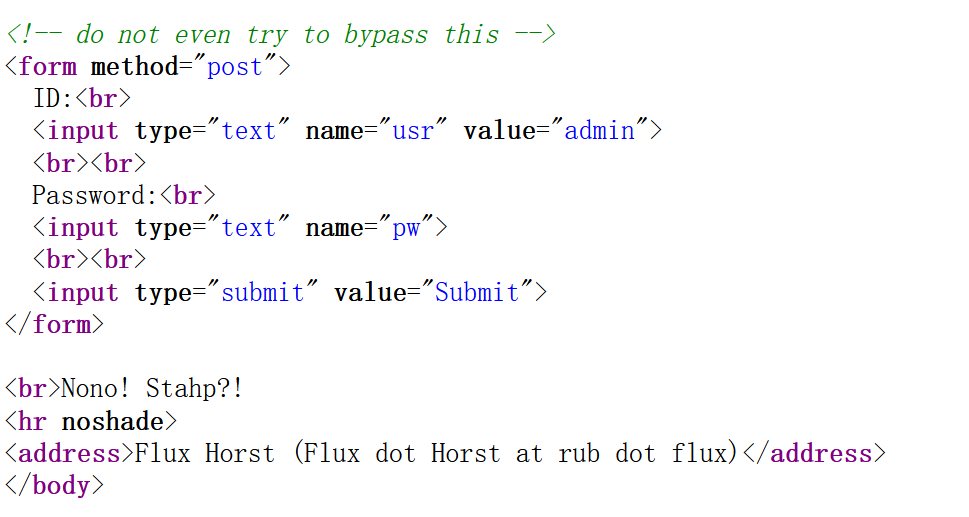 <!-- do not even try to bypass this -->
<form method="post">
ID:<br>
<input type="text" name="usr" value="admin">
<br><br>
Password:<br>
<input type="text" name="pw">
<br><br>
<input type="submit" value="Submit">
</form>
<br>Nono! Stahp?!
<hr noshade>
<address>Flux Horst (Flux dot Horst at rub dot flux)</address>
</body>